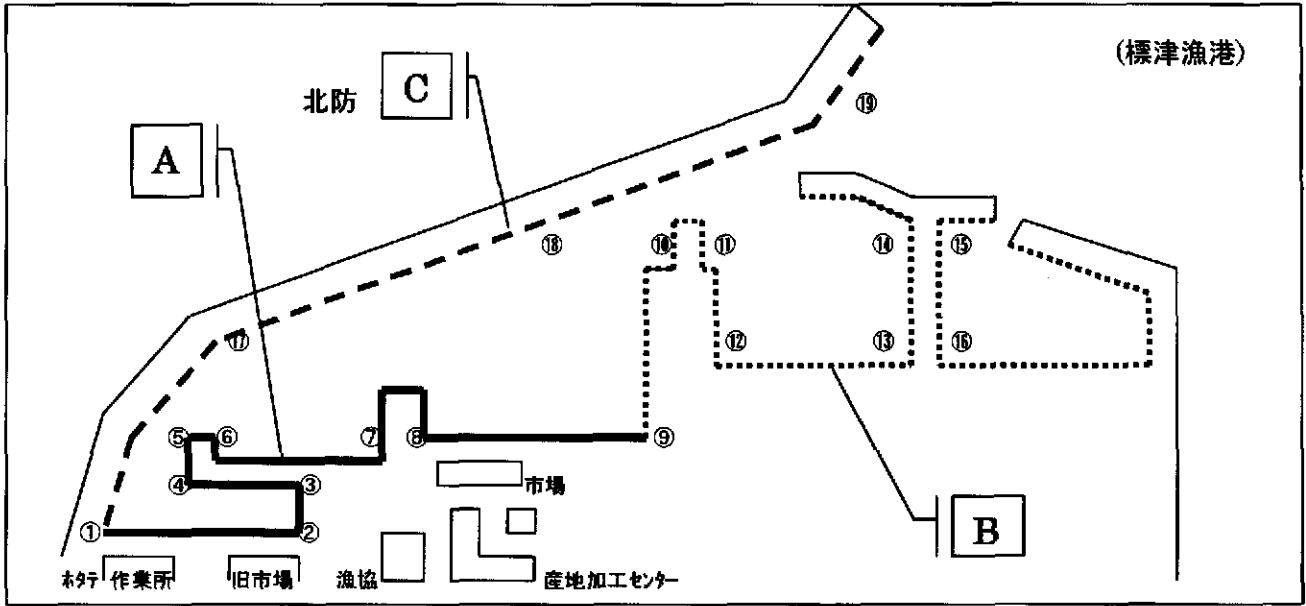 (標津漁港)
北防
C
A
⑲
⑱
⑩
⑪
⑭
⑮
⑰
⑫
⑬
⑯
⑤
⑥
⑦
⑧
⑨
④
③
市場
①
②
B
ホタテ作業所
旧市場
漁協
産地加工センター